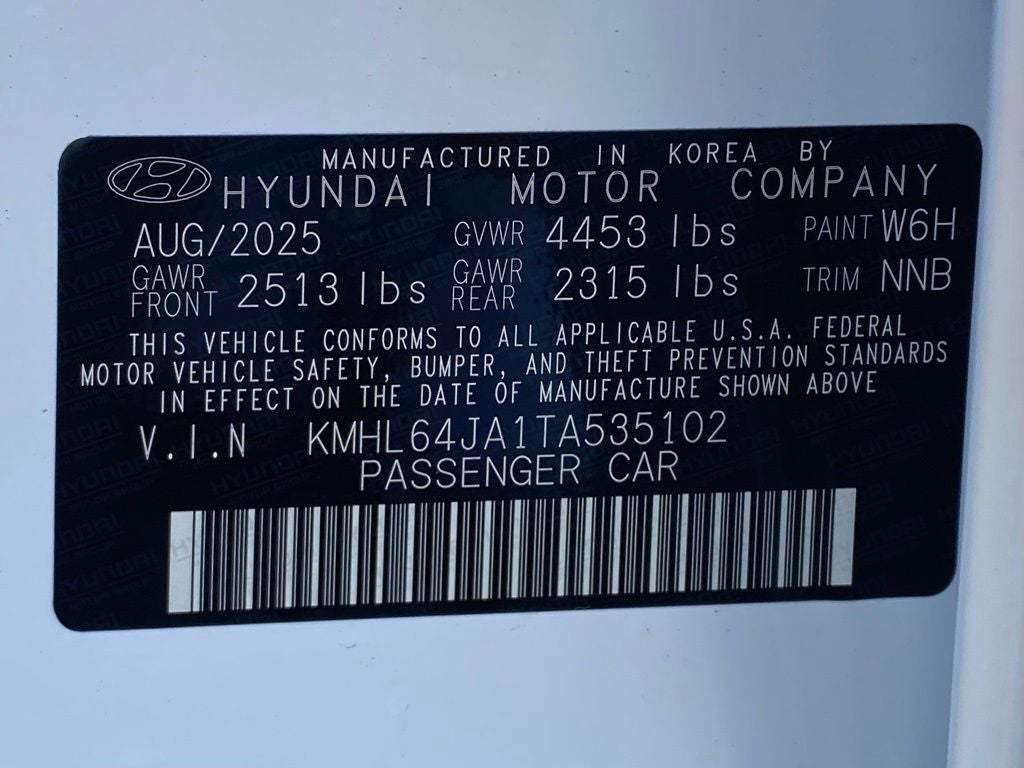 MANUFACTURED IN KOREA BY
HYUNDAI MOTOR COMPANY
AUG/2025 GVWR 4453 lbs PAINT W6H
GAWR FRONT 2513 lbs GAWR REAR 2315 lbs TRIM NNB
THIS VEHICLE CONFORMS TO ALL APPLICABLE U.S.A. FEDERAL
MOTOR VEHICLE SAFETY, BUMPER, AND THEFT PREVENTION STANDARDS
IN EFFECT ON THE DATE OF MANUFACTURE SHOWN ABOVE
V.I.N KMHL64JA1TA535102
PASSENGER CAR